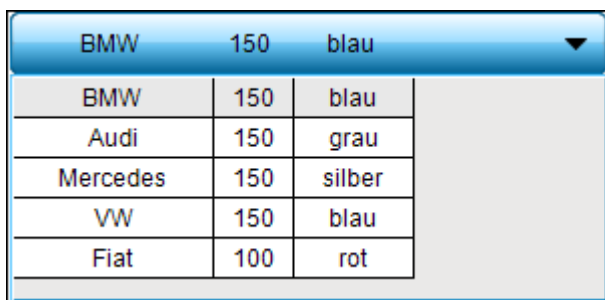 BMW 150 blau
BMW 150 blau
Audi 150 grau
Mercedes 150 silber
VW 150 blau
Fiat 100 rot